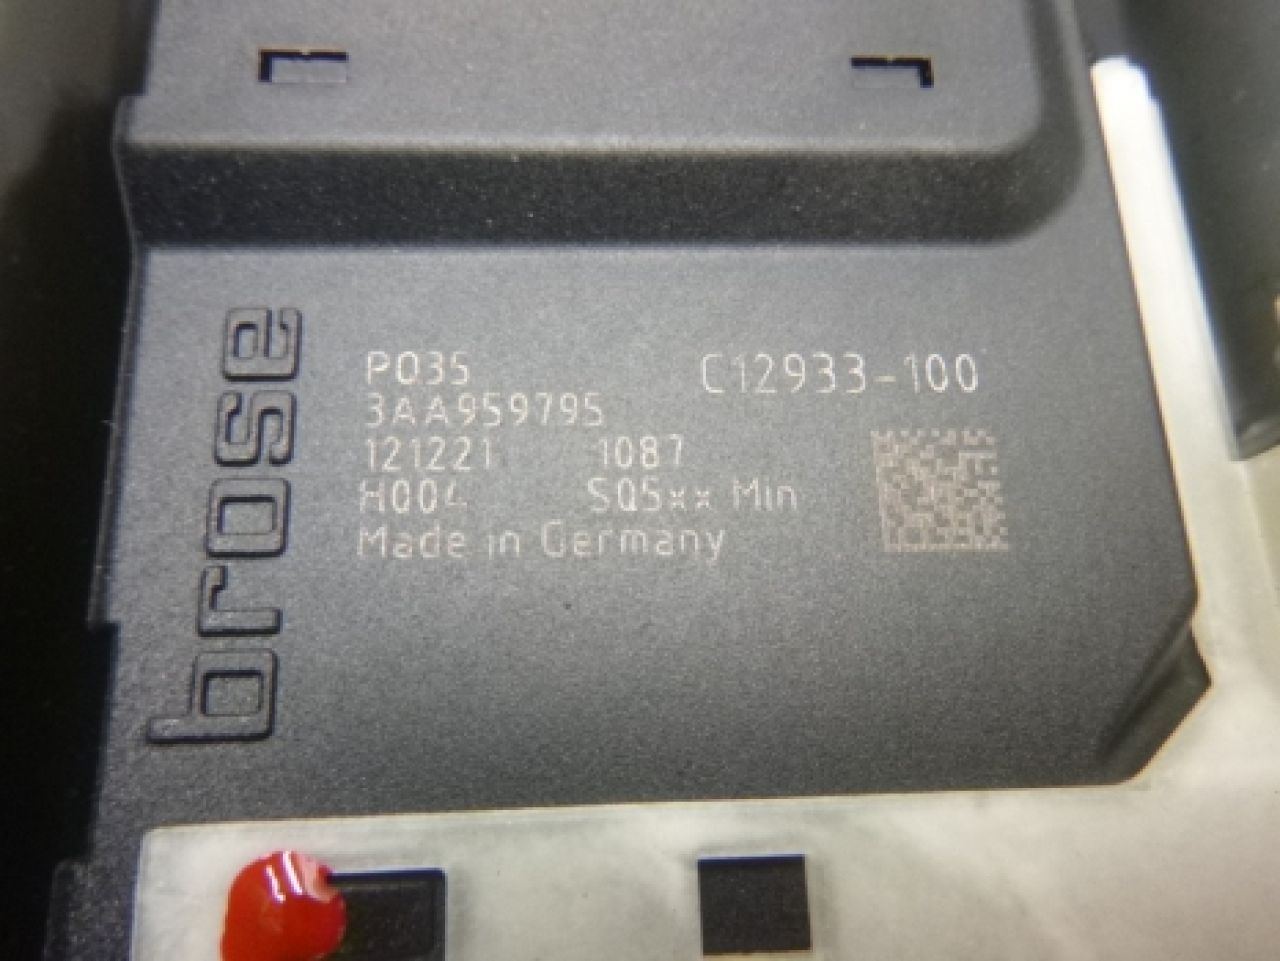 brose
PQ35 C12933-100
3AA959795
121221 1087
H004 SQ5xx Min
Made in Germany